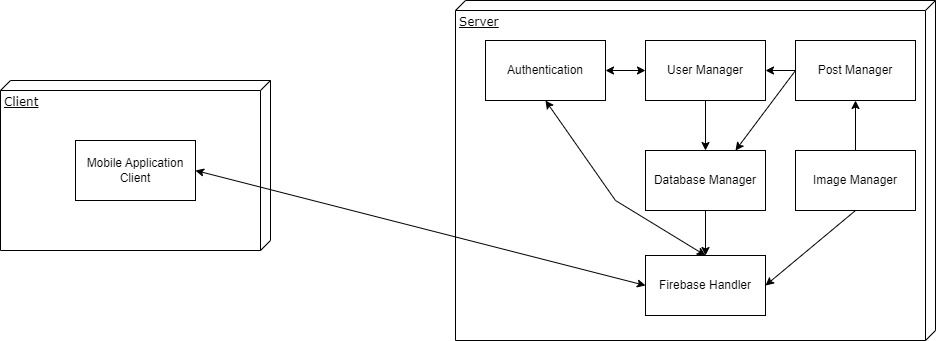 Server
Authentication
User Manager
Post Manager
Client
Mobile Application
Client
Database Manager
Image Manager
Firebase Handler